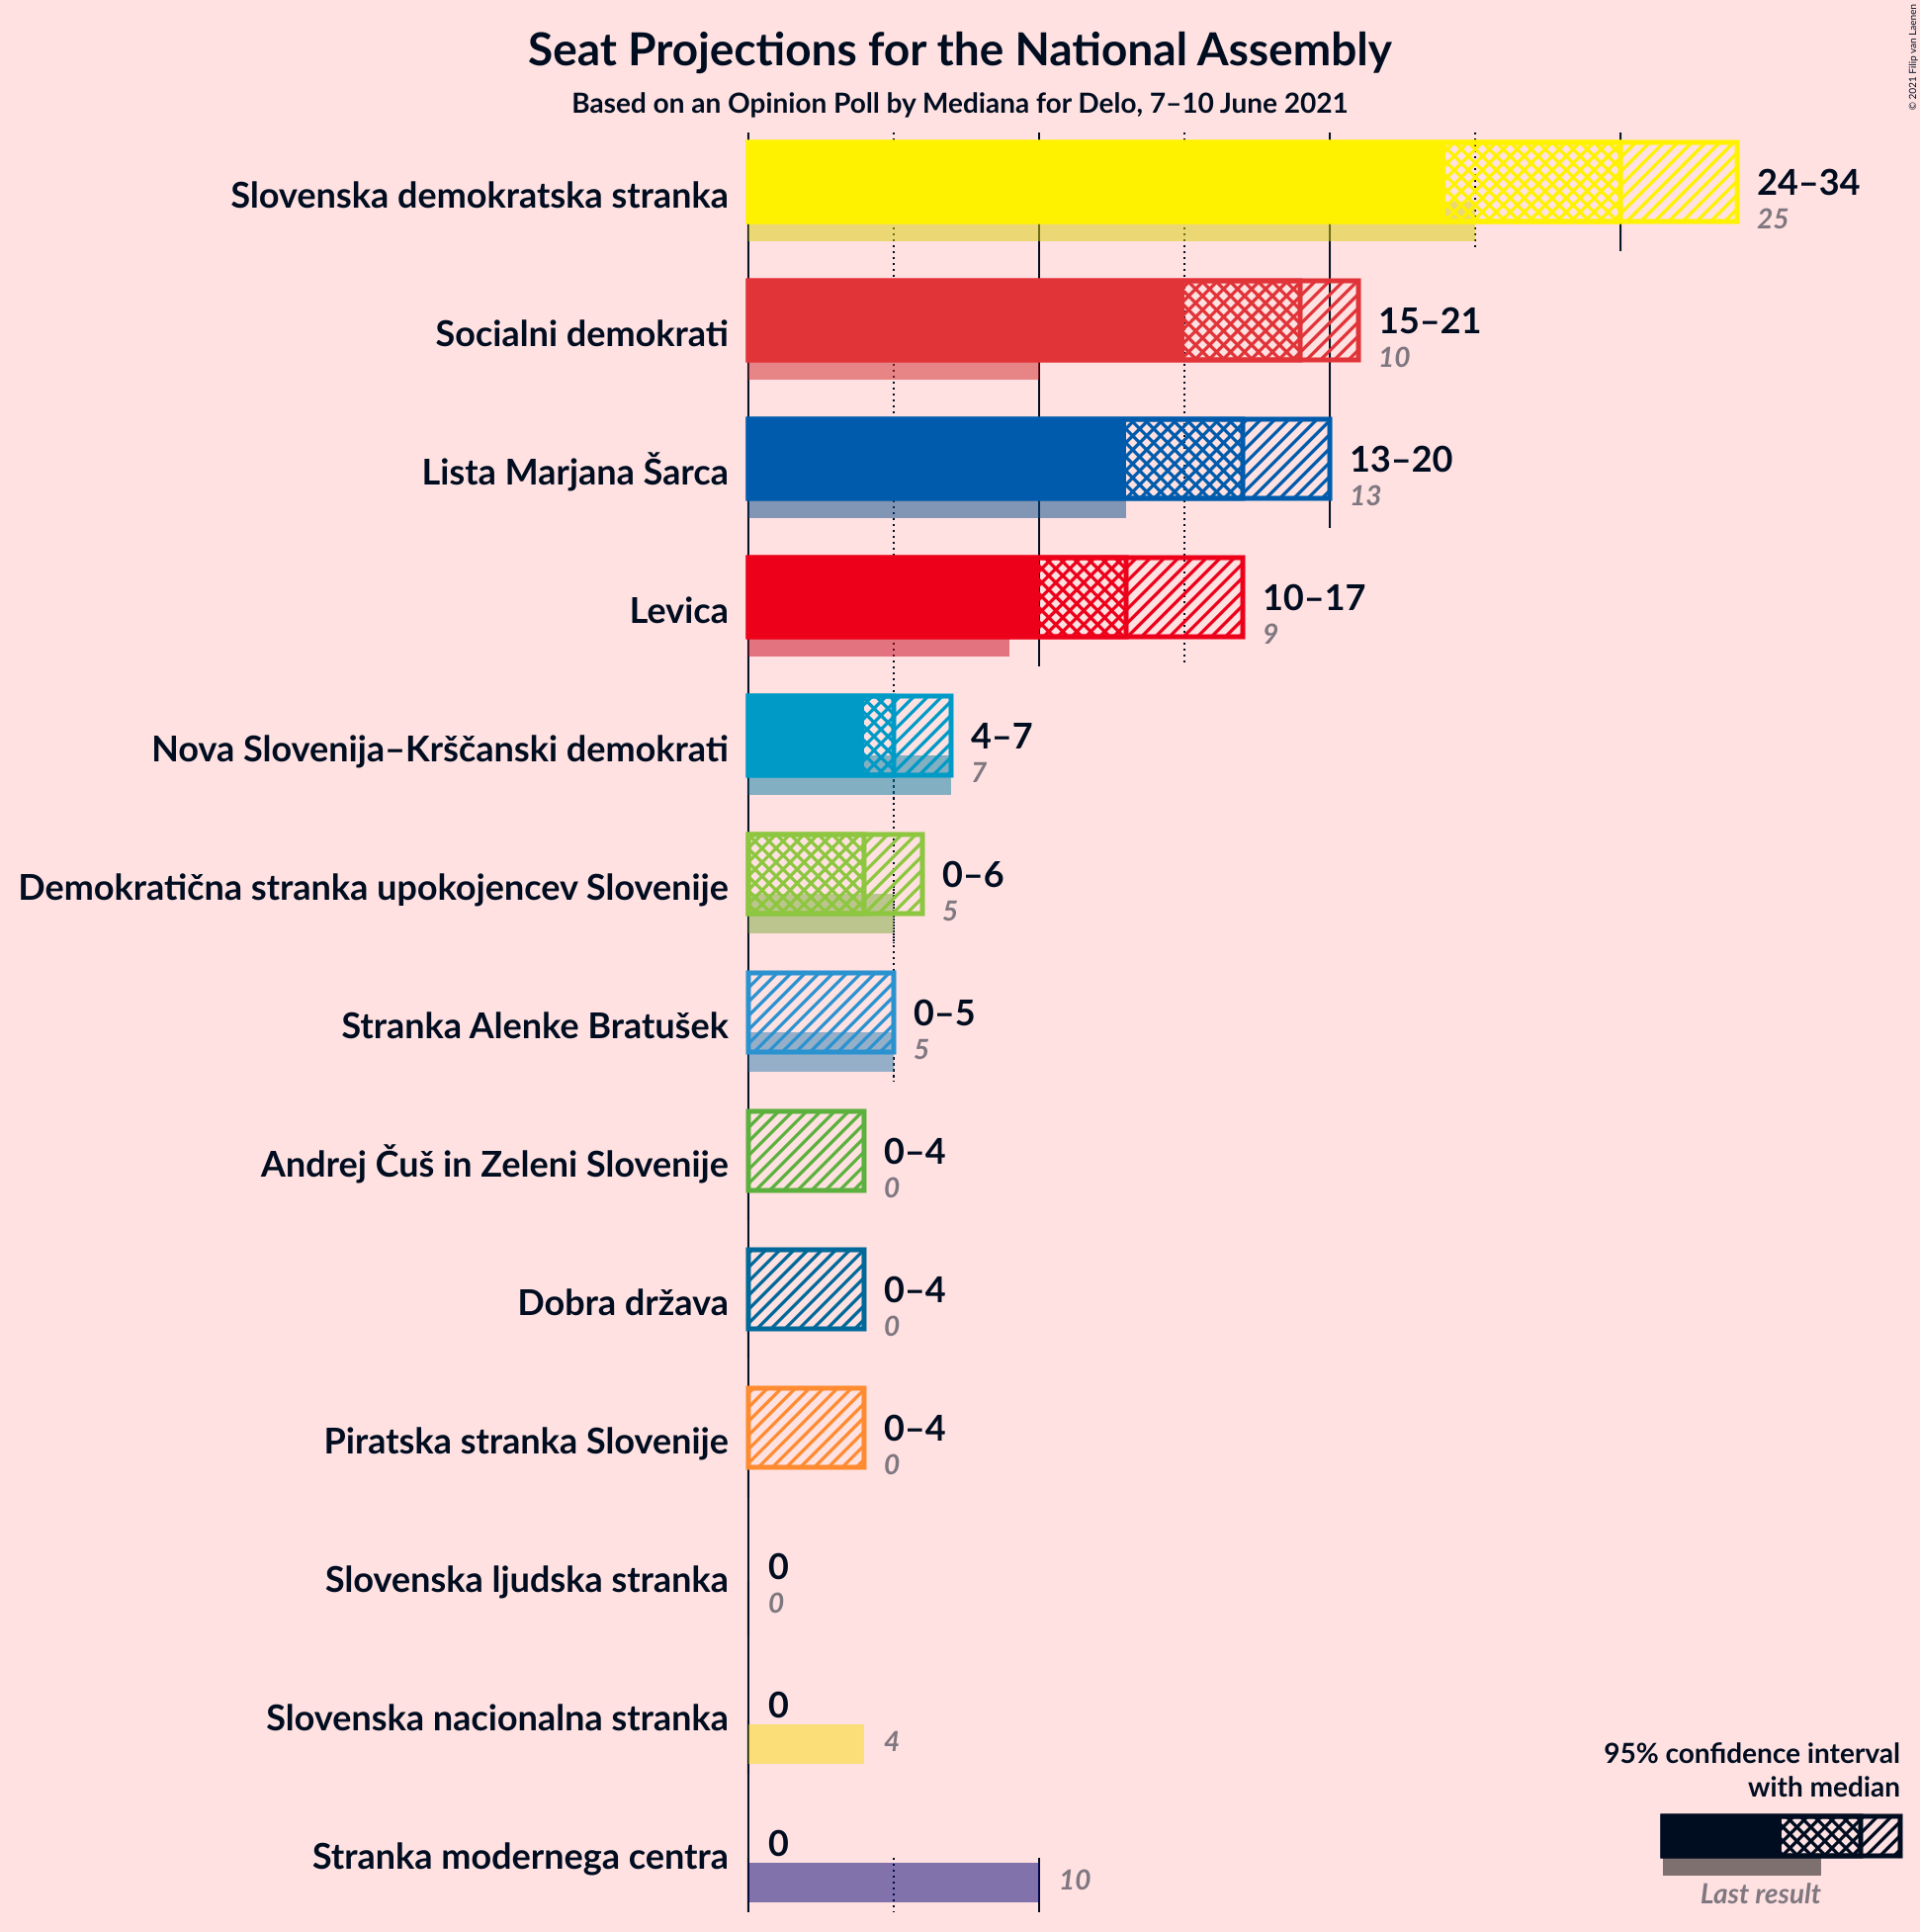 Seat Projections for the National Assembly
Based on an Opinion Poll by Mediana for Delo, 7–10 June 2021
© 2021 Filip van Laenen
Slovenska demokratska stranka
24–34
25
Socialni demokrati
15–21
10
Lista Marjana Šarca
13–20
13
Levica
10–17
9
Nova Slovenija–Krščanski demokrati
4–7
7
Demokratična stranka upokojencev Slovenije
0–6
5
Stranka Alenke Bratušek
0–5
5
Andrej Čuš in Zeleni Slovenije
0–4
0
Dobra država
0–4
0
Piratska stranka Slovenije
0–4
0
Slovenska ljudska stranka
0
0
Slovenska nacionalna stranka
0
4
Stranka modernega centra
0
10
95% confidence interval
with median
Last result